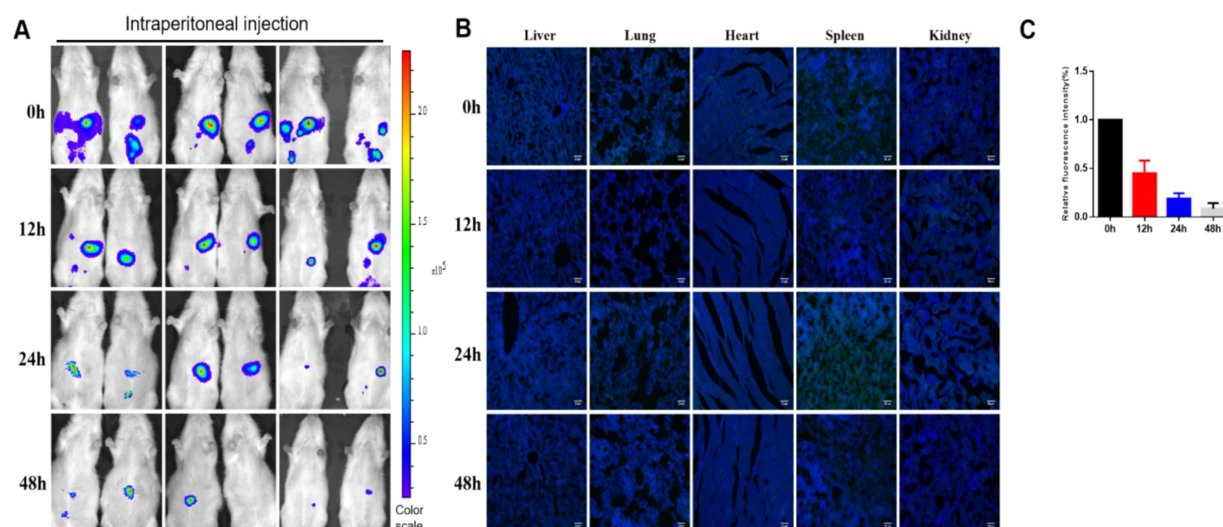 A
Intraperitoneal injection
0h
12h
24h
48h
2.0
1.5
x10^5
1.0
0.5
Color
scale
B
Liver Lung Heart Spleen Kidney
0h
12h
24h
48h
C
Relative fluorescence intensity(%)
1.5
1.0
0.5
0.0
0h 12h 24h 48h